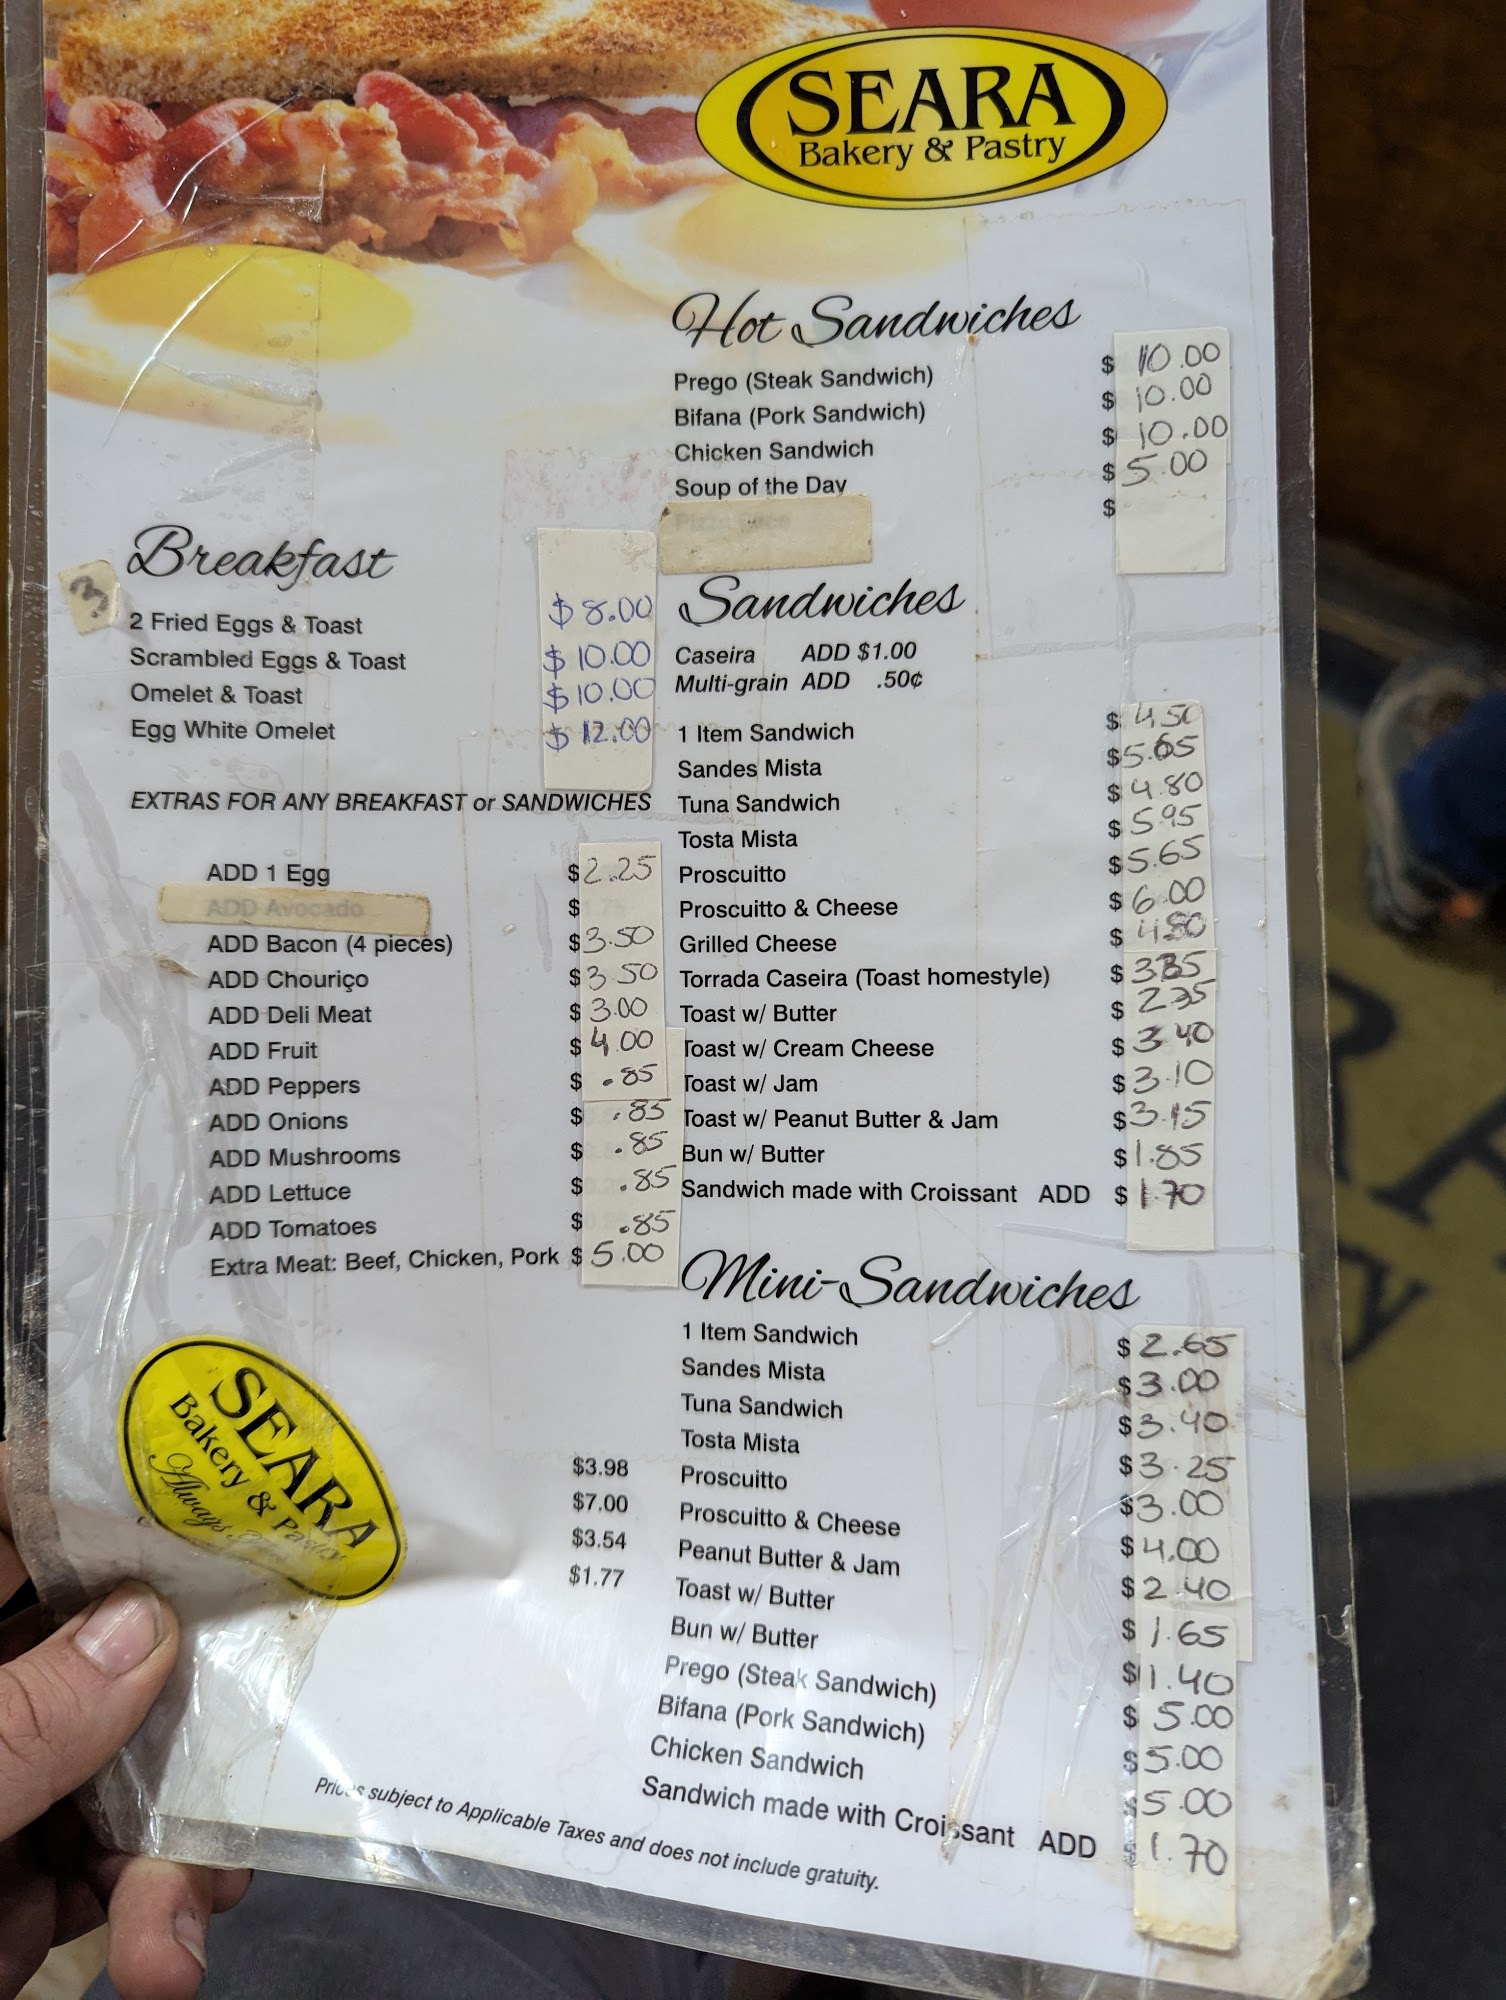 SEARA
Bakery & Pastry
Hot Sandwiches
Prego (Steak Sandwich) $ 10.00
Bifana (Pork Sandwich) $ 10.00
Chicken Sandwich $ 10.00
Soup of the Day $ 5.00
$
3
Breakfast
2 Fried Eggs & Toast $ 8.00
Scrambled Eggs & Toast $ 10.00
Omelet & Toast $ 10.00
Egg White Omelet $ 12.00
EXTRAS FOR ANY BREAKFAST or SANDWICHES
ADD 1 Egg $2.25
ADD Avocado $
ADD Bacon (4 pieces) $3.50
ADD Chouriço $3.50
ADD Deli Meat $3.00
ADD Fruit $4.00
ADD Peppers $ .85
ADD Onions $ .85
ADD Mushrooms $ .85
ADD Lettuce $ .85
ADD Tomatoes $ .85
Extra Meat: Beef, Chicken, Pork $ 5.00
Sandwiches
Caseira ADD $1.00
Multi-grain ADD .50¢
1 Item Sandwich $ 4.50
Sandes Mista $5.65
Tuna Sandwich $ 4.80
Tosta Mista $ 5.95
Proscuitto $5.65
Proscuitto & Cheese $ 6.00
Grilled Cheese $ 4.80
Torrada Caseira (Toast homestyle) $
Toast w/ Butter $ 2.35
Toast w/ Cream Cheese $ 3.40
Toast w/ Jam $3.10
Toast w/ Peanut Butter & Jam $3.15
Bun w/ Butter $1.85
Sandwich made with Croissant ADD $ 1.70
Mini-Sandwiches
1 Item Sandwich $ 2.65
Sandes Mista $3.00
Tuna Sandwich $3.40
Tosta Mista $3.25
Proscuitto $3.00
Proscuitto & Cheese $4.00
Peanut Butter & Jam $2.40
Toast w/ Butter $ 1.65
Bun w/ Butter $1.40
Prego (Steak Sandwich) $ 5.00
Bifana (Pork Sandwich) $5.00
Chicken Sandwich $5.00
Sandwich made with Croissant ADD $1.70
$3.98
$7.00
$3.54
$1.77
SEARA
Bakery & Pastry
Always
Prices subject to Applicable Taxes and does not include gratuity.